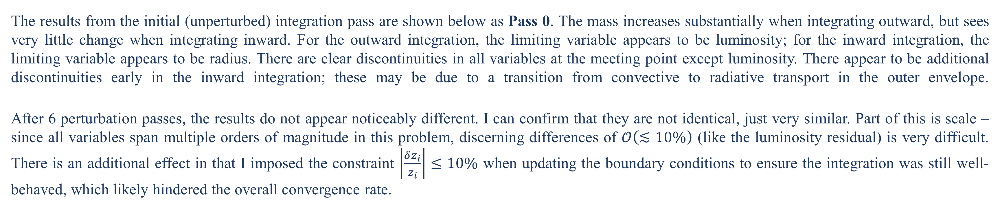 The results from the initial (unperturbed) integration pass are shown below as Pass 0. The mass increases substantially when integrating outward, but sees
very little change when integrating inward. For the outward integration, the limiting variable appears to be luminosity; for the inward integration, the
limiting variable appears to be radius. There are clear discontinuities in all variables at the meeting point except luminosity. There appear to be additional
discontinuities early in the inward integration; these may be due to a transition from convective to radiative transport in the outer envelope.
After 6 perturbation passes, the results do not appear noticeably different. I can confirm that they are not identical, just very similar. Part of this is scale –
since all variables span multiple orders of magnitude in this problem, discerning differences of 𝒪(≲ 10%) (like the luminosity residual) is very difficult.
There is an additional effect in that I imposed the constraint |δz_i / z_i| ≤ 10% when updating the boundary conditions to ensure the integration was still well-
behaved, which likely hindered the overall convergence rate.